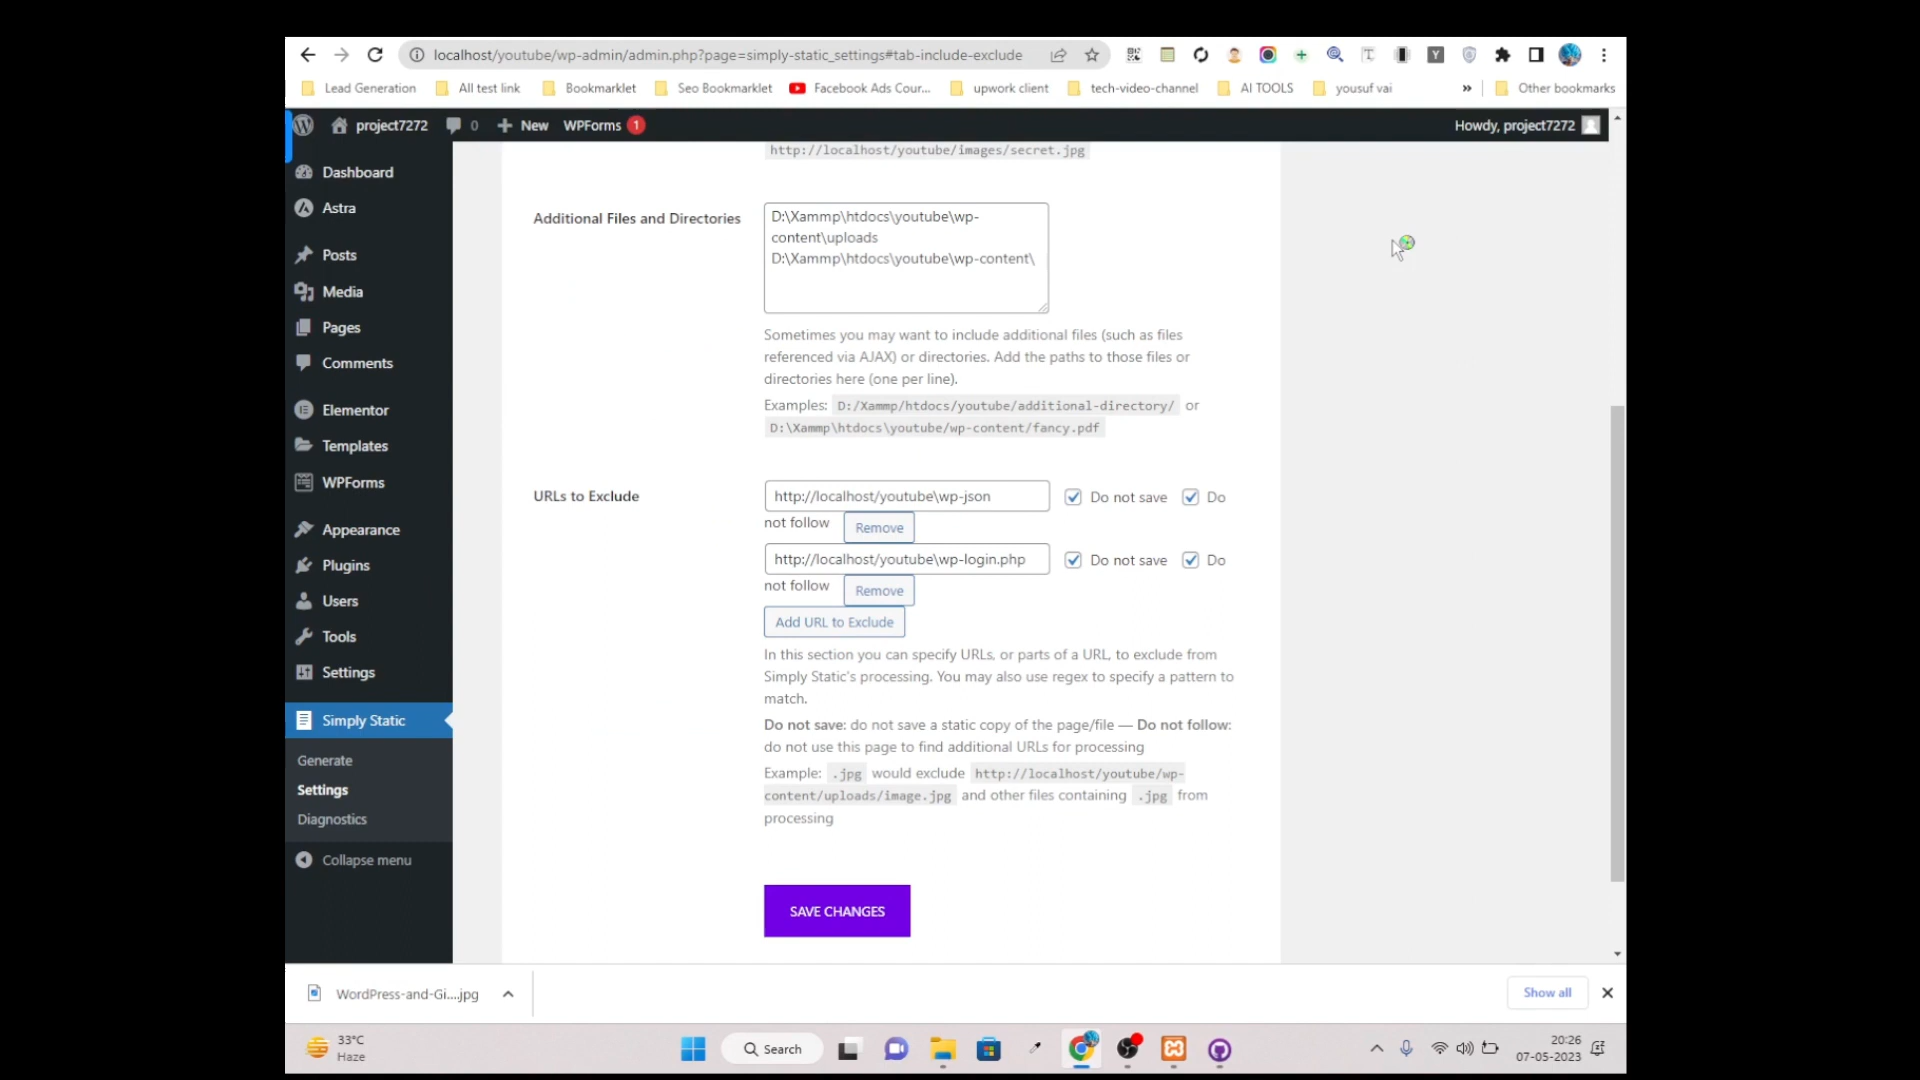 localhost/youtube/wp-admin/admin.php?page=simply-static_settings#tab-include-exclude
Lead Generation
All test link
Bookmarklet
Seo Bookmarklet
Facebook Ads Cour...
upwork client
tech-video-channel
AI TOOLS
yousuf vai
»
Other bookmarks
project7272
0
New
WPForms 1
Howdy, project7272
Dashboard
Astra
Posts
Media
Pages
Comments
Elementor
Templates
WPForms
Appearance
Plugins
Users
Tools
Settings
Simply Static
Generate
Settings
Diagnostics
Collapse menu
http://localhost/youtube/images/secret.jpg
Additional Files and Directories
D:\Xammp\htdocs\youtube\wp-
content\uploads
D:\Xammp\htdocs\youtube\wp-content\
Sometimes you may want to include additional files (such as files
referenced via AJAX) or directories. Add the paths to those files or
directories here (one per line).
Examples: D:/Xammp/htdocs/youtube/additional-directory/ or
D:\Xammp\htdocs\youtube/wp-content/fancy.pdf
URLs to Exclude
http://localhost/youtube\wp-json Do not save Do
not follow Remove
http://localhost/youtube\wp-login.php Do not save Do
not follow Remove
Add URL to Exclude
In this section you can specify URLs, or parts of a URL, to exclude from
Simply Static's processing. You may also use regex to specify a pattern to
match.
Do not save: do not save a static copy of the page/file — Do not follow:
do not use this page to find additional URLs for processing
Example: .jpg would exclude http://localhost/youtube/wp-
content/uploads/image.jpg and other files containing .jpg from
processing
SAVE CHANGES
WordPress-and-Gi....jpg
Show all
33°C
Haze
Search
20:26
07-05-2023